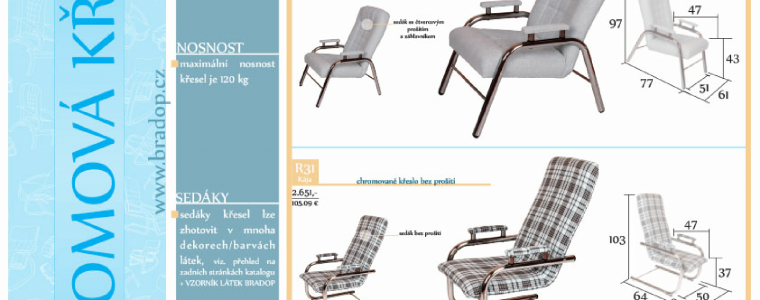 OMOVÁ KŘ
www.bradop.cz
NOSNOST
maximální nosnost
křesel je 120 kg
SEDÁKY
sedáky křesel lze
zhotovit v mnoha
dekorech/barvách
látek, viz. přehled na
zadních stránkách katalogu
+ VZORNÍK LÁTEK BRADOP
sedák se čtvercovým
prošitím
a záhlavníkem
97
47
43
77
51
61
R31
Kája
2.651,-
105.09 €
chromované křeslo bez prošití
sedák bez prošití
103
47
37
64
50